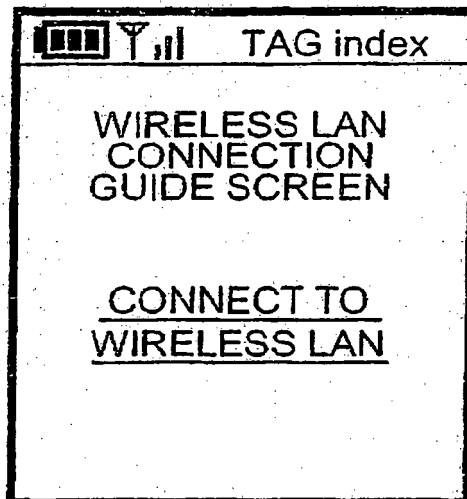 TAG index
WIRELESS LAN
CONNECTION
GUIDE SCREEN
CONNECT TO
WIRELESS LAN